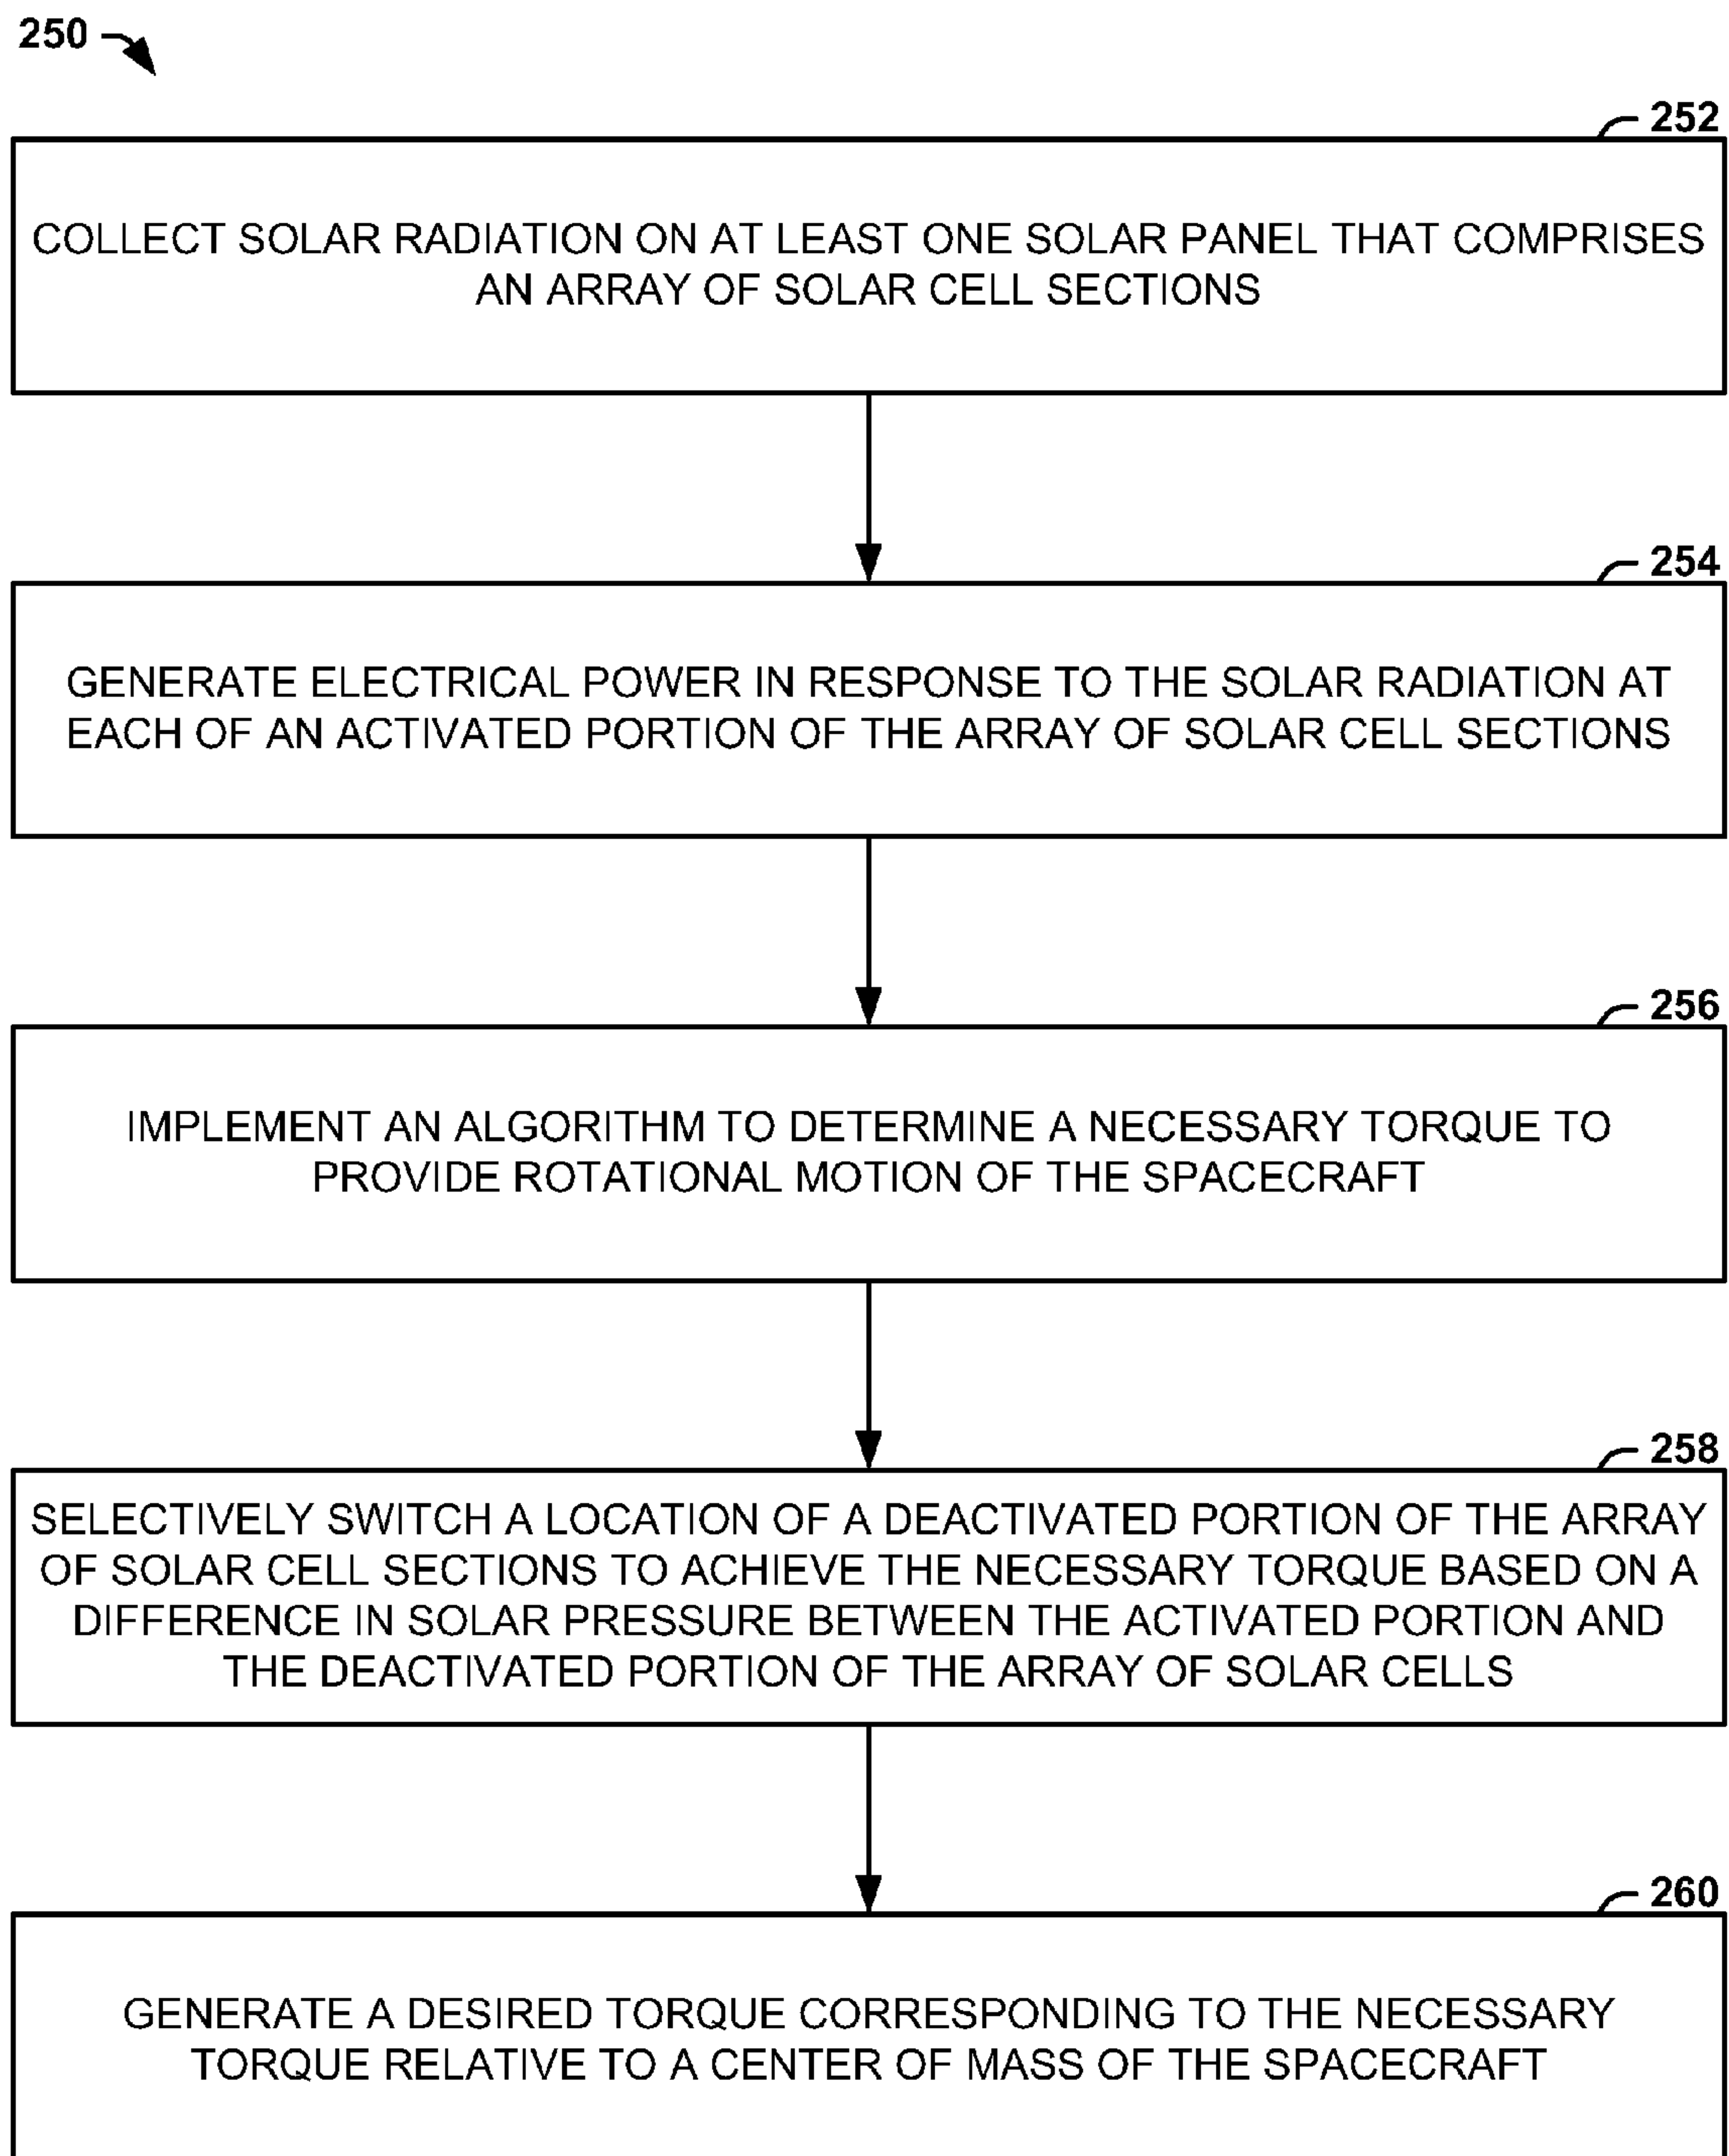 250
252
COLLECT SOLAR RADIATION ON AT LEAST ONE SOLAR PANEL THAT COMPRISES
AN ARRAY OF SOLAR CELL SECTIONS
254
GENERATE ELECTRICAL POWER IN RESPONSE TO THE SOLAR RADIATION AT
EACH OF AN ACTIVATED PORTION OF THE ARRAY OF SOLAR CELL SECTIONS
256
IMPLEMENT AN ALGORITHM TO DETERMINE A NECESSARY TORQUE TO
PROVIDE ROTATIONAL MOTION OF THE SPACECRAFT
258
SELECTIVELY SWITCH A LOCATION OF A DEACTIVATED PORTION OF THE ARRAY
OF SOLAR CELL SECTIONS TO ACHIEVE THE NECESSARY TORQUE BASED ON A
DIFFERENCE IN SOLAR PRESSURE BETWEEN THE ACTIVATED PORTION AND
THE DEACTIVATED PORTION OF THE ARRAY OF SOLAR CELLS
260
GENERATE A DESIRED TORQUE CORRESPONDING TO THE NECESSARY
TORQUE RELATIVE TO A CENTER OF MASS OF THE SPACECRAFT